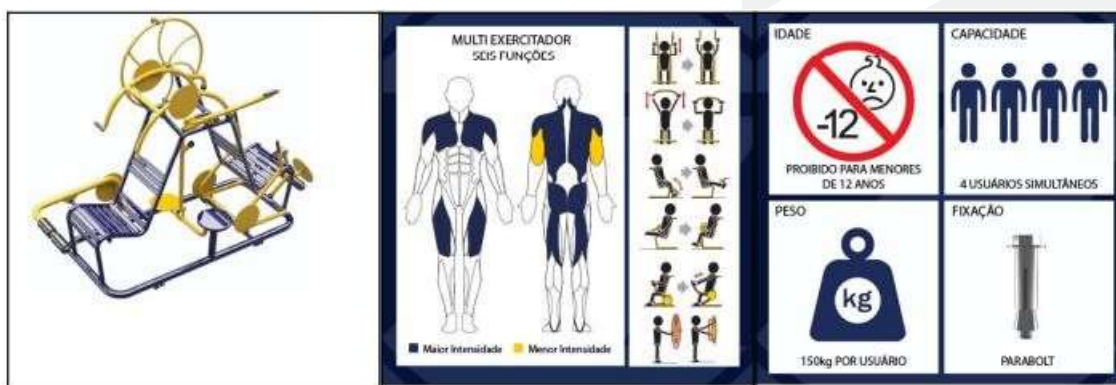 MULTI EXERCITADOR
SEIS FUNÇÕES
Maior Intensidade
Menor Intensidade
IDADE
-12
PROIBIDO PARA MENORES
DE 12 ANOS
CAPACIDADE
4 USUÁRIOS SIMULTÂNEOS
PESO
kg
150kg POR USUÁRIO
FIXAÇÃO
PARABOLT